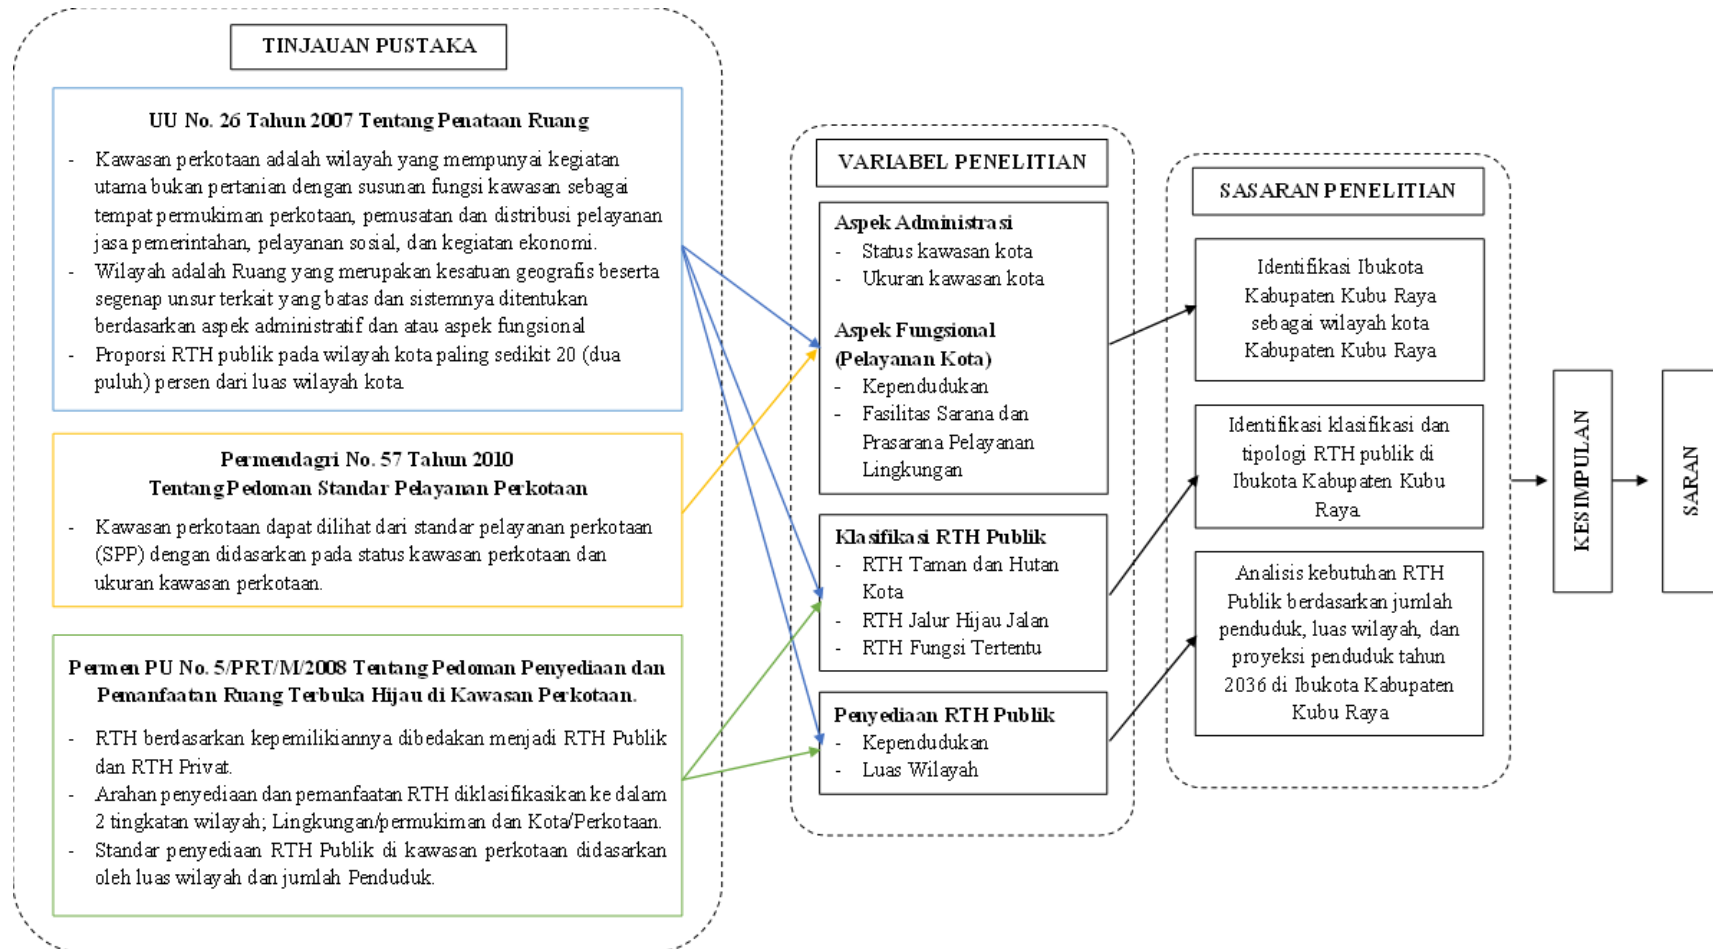 TINJAUAN PUSTAKA
UU No. 26 Tahun 2007 Tentang Penataan Ruang
- Kawasan perkotaan adalah wilayah yang mempunyai kegiatan
utama bukan pertanian dengan susunan fungsi kawasan sebagai
tempat permukiman perkotaan, pemusatan dan distribusi pelayanan
jasa pemerintahan, pelayanan sosial, dan kegiatan ekonomi.
- Wilayah adalah Ruang yang merupakan kesatuan geografis beserta
segenap unsur terkait yang batas dan sistemnya ditentukan
berdasarkan aspek administratif dan atau aspek fungsional
- Proporsi RTH publik pada wilayah kota paling sedikit 20 (dua
puluh) persen dari luas wilayah kota
Permendagri No. 57 Tahun 2010
Tentang Pedoman Standar Pelayanan Perkotaan
- Kawasan perkotaan dapat dilihat dari standar pelayanan perkotaan
(SPP) dengan didasarkan pada status kawasan perkotaan dan
ukuran kawasan perkotaan.
Permen PU No. 5/PRT/M/2008 Tentang Pedoman Penyediaan dan
Pemanfaatan Ruang Terbuka Hijau di Kawasan Perkotaan.
- RTH berdasarkan kepemilikiannya dibedakan menjadi RTH Publik
dan RTH Privat.
- Arahan penyediaan dan pemanfaatan RTH diklasifikasikan ke dalam
2 tingkatan wilayah; Lingkungan/permukiman dan Kota/Perkotaan.
- Standar penyediaan RTH Publik di kawasan perkotaan didasarkan
oleh luas wilayah dan jumlah Penduduk.
VARIABEL PENELITIAN
Aspek Administrasi
- Status kawasan kota
- Ukuran kawasan kota
Aspek Fungsional
(Pelayanan Kota)
- Kependudukan
- Fasilitas Sarana dan
Prasarana Pelayanan
Lingkungan
Klasifikasi RTH Publik
- RTH Taman dan Hutan
Kota
- RTH Jalur Hijau Jalan
- RTH Fungsi Tertentu
Penyediaan RTH Publik
- Kependudukan
- Luas Wilayah
SASARAN PENELITIAN
Identifikasi Ibukota
Kabupaten Kubu Raya
sebagai wilayah kota
Kabupaten Kubu Raya
Identifikasi klasifikasi dan
tipologi RTH publik di
Ibukota Kabupaten Kubu
Raya
Analisis kebutuhan RTH
Publik berdasarkan jumlah
penduduk, luas wilayah, dan
proyeksi penduduk tahun
2036 di Ibukota Kabupaten
Kubu Raya
KESIMPULAN
SARAN